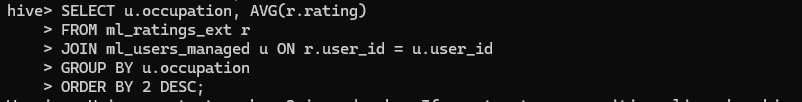 hive> SELECT u.occupation, AVG(r.rating)
    > FROM ml_ratings_ext r
    > JOIN ml_users_managed u ON r.user_id = u.user_id
    > GROUP BY u.occupation
    > ORDER BY 2 DESC;